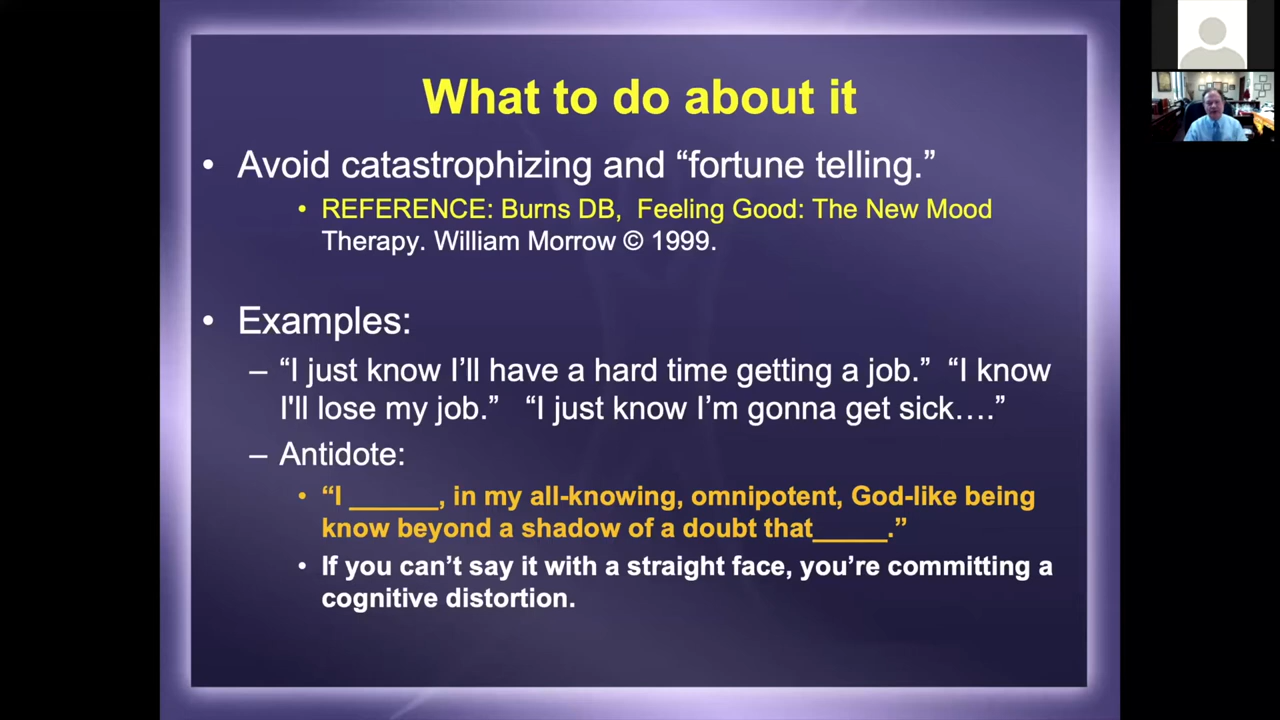 What to do about it
• Avoid catastrophizing and “fortune telling.”
• REFERENCE: Burns DB,  Feeling Good: The New Mood
Therapy. William Morrow © 1999.
• Examples:
– “I just know I’ll have a hard time getting a job.”  “I know
I'll lose my job.”   “I just know I’m gonna get sick….”
– Antidote:
• “I ______, in my all-knowing, omnipotent, God-like being
know beyond a shadow of a doubt that_____.”
• If you can’t say it with a straight face, you’re committing a
cognitive distortion.